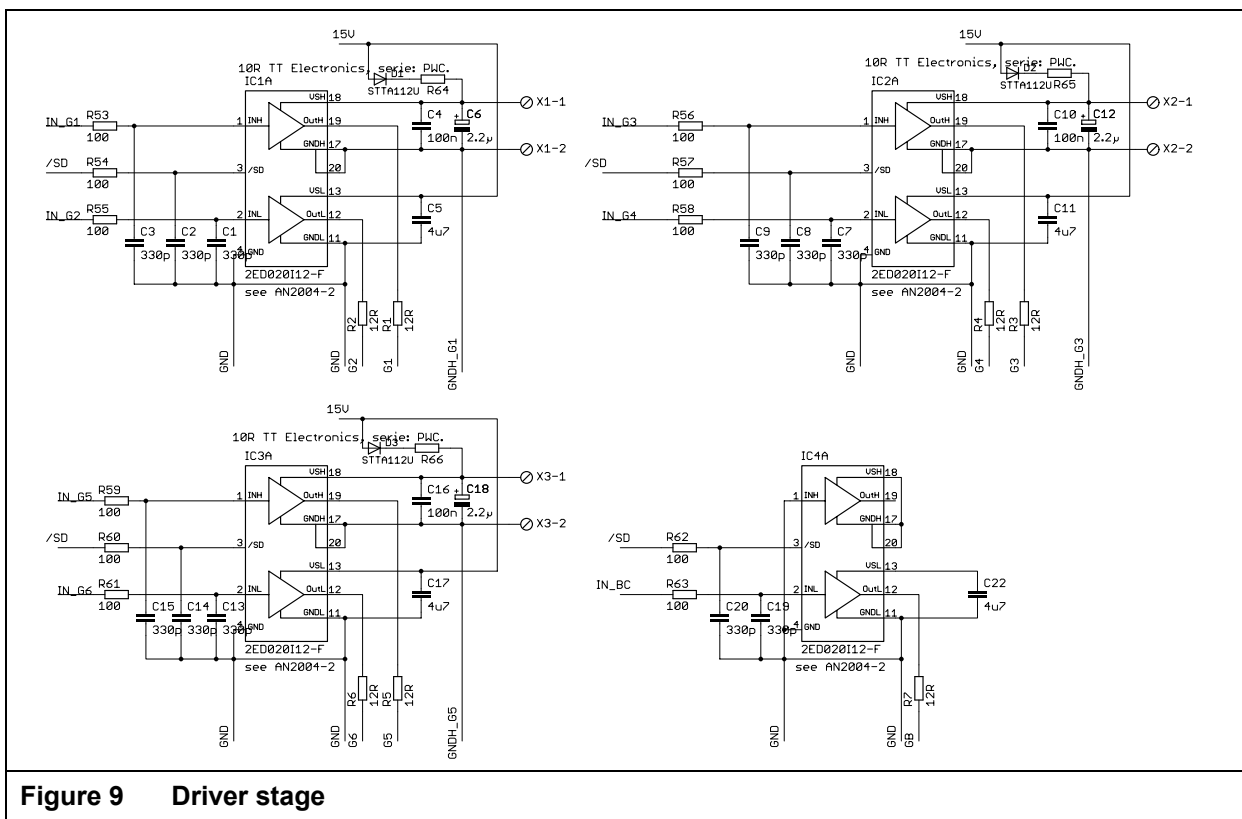 15V
10R TT Electronics, serie: PWC.
D1
STTA112U
R64
IC1A
VSH 18
C4
100n
C6
+
2.2µ
X1-1
IN_G1
R53
100
1 INH
OutH 19
GNDH 17
X1-2
/SD
R54
100
3 /SD
20
VSL 13
IN_G2
R55
100
2 INL
OutL 12
GNDL 11
C5
4u7
C3
330p
C2
330p
C1
330p
4 GND
2ED020I12-F
see AN2004-2
R2
12R
R1
12R
GND
GND
G2
G1
GNDH_G1
15V
10R TT Electronics, serie: PWC.
D2
STTA112U
R65
IC2A
VSH 18
C10
100n
C12
+
2.2µ
X2-1
IN_G3
R56
100
1 INH
OutH 19
GNDH 17
X2-2
/SD
R57
100
3 /SD
20
VSL 13
IN_G4
R58
100
2 INL
OutL 12
GNDL 11
C11
4u7
C9
330p
C8
330p
C7
330p
4 GND
2ED020I12-F
see AN2004-2
R4
12R
R3
12R
GND
GND
G4
G3
GNDH_G3
15V
10R TT Electronics, serie: PWC.
D3
STTA112U
R66
IC3A
VSH 18
C16
100n
C18
+
2.2µ
X3-1
IN_G5
R59
100
1 INH
OutH 19
GNDH 17
X3-2
/SD
R60
100
3 /SD
20
VSL 13
IN_G6
R61
100
2 INL
OutL 12
GNDL 11
C17
4u7
C15
330p
C14
330p
C13
330p
4 GND
2ED020I12-F
see AN2004-2
R6
12R
R5
12R
GND
GND
G6
G5
GNDH_G5
IC4A
VSH 18
1 INH
OutH 19
GNDH 17
/SD
R62
100
3 /SD
20
VSL 13
IN_BC
R63
100
2 INL
OutL 12
GNDL 11
C22
4u7
C20
330p
C19
330p
4 GND
2ED020I12-F
see AN2004-2
R7
12R
GND
GND
GB
Figure 9 Driver stage